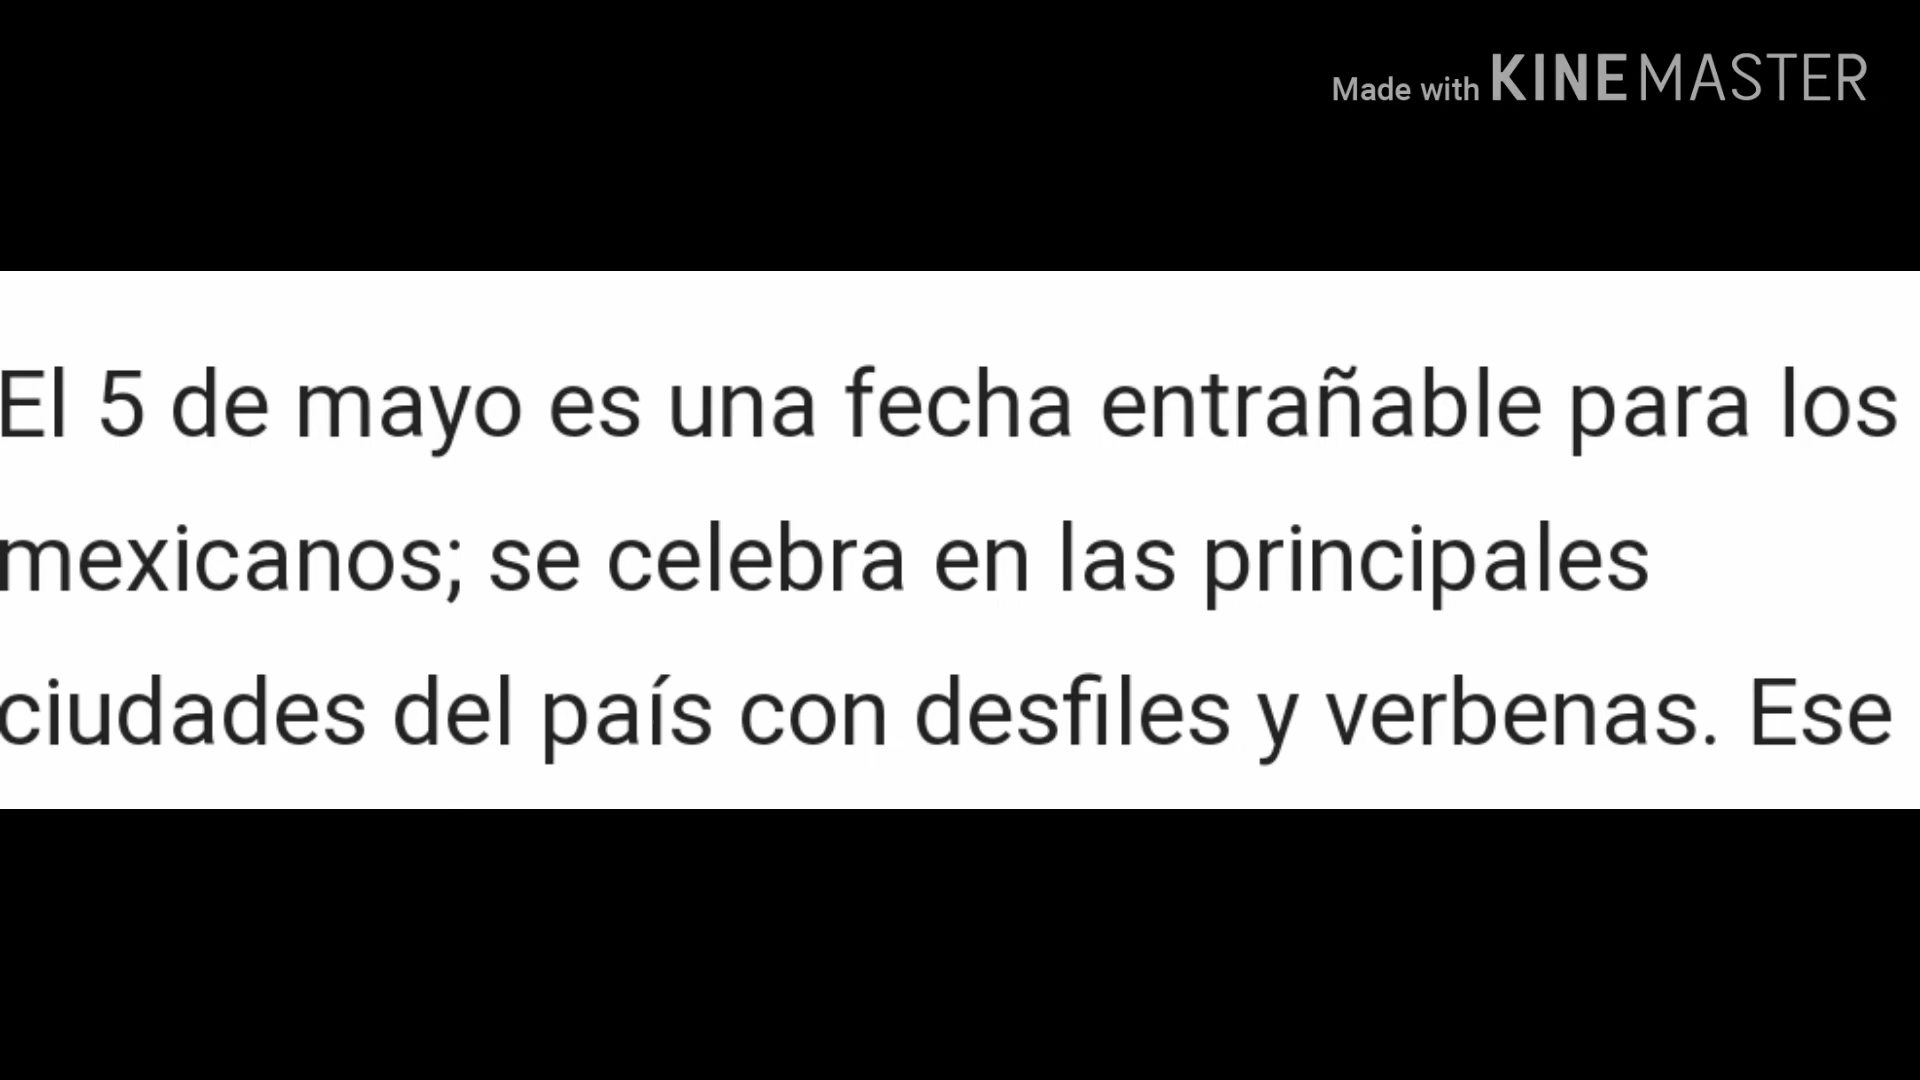 Made with KINEMASTER
El 5 de mayo es una fecha entrañable para los
mexicanos; se celebra en las principales
ciudades del país con desfiles y verbenas. Ese